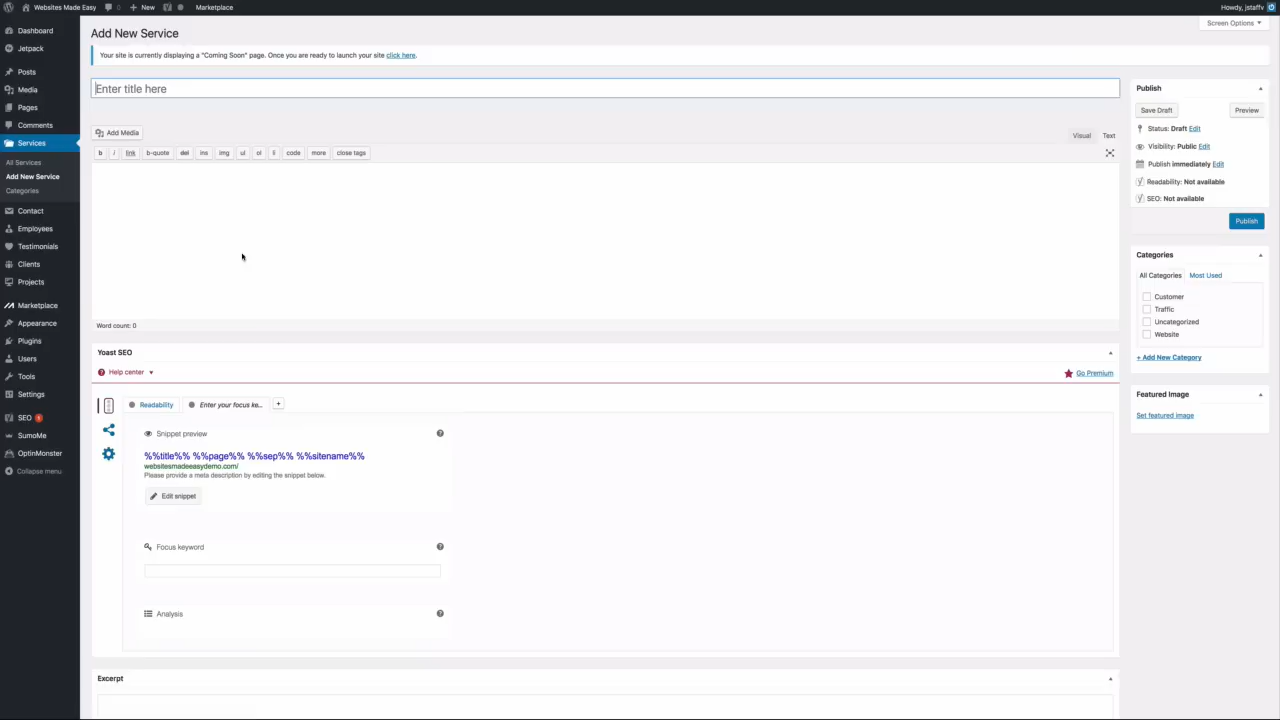 Websites Made Easy
0
+ New
Marketplace
Howdy, jstaffv
Dashboard
Jetpack
Posts
Media
Pages
Comments
Services
All Services
Add New Service
Categories
Contact
Employees
Testimonials
Clients
Projects
Marketplace
Appearance
Plugins
Users
Tools
Settings
SEO 1
SumoMe
OptinMonster
Collapse menu
Add New Service
Screen Options
Your site is currently displaying a "Coming Soon" page. Once you are ready to launch your site click here.
Enter title here
Add Media
Visual Text
b i link b-quote del ins img ul ol li code more close tags
Word count: 0
Yoast SEO
Help center
Go Premium
Readability
Enter your focus ke...
+
Snippet preview
%%title%% %%page%% %%sep%% %%sitename%%
websitesmadeeasydemo.com/
Please provide a meta description by editing the snippet below.
Edit snippet
Focus keyword
Analysis
Excerpt
Publish
Save Draft Preview
Status: Draft Edit
Visibility: Public Edit
Publish immediately Edit
Readability: Not available
SEO: Not available
Publish
Categories
All Categories Most Used
Customer
Traffic
Uncategorized
Website
+ Add New Category
Featured Image
Set featured image